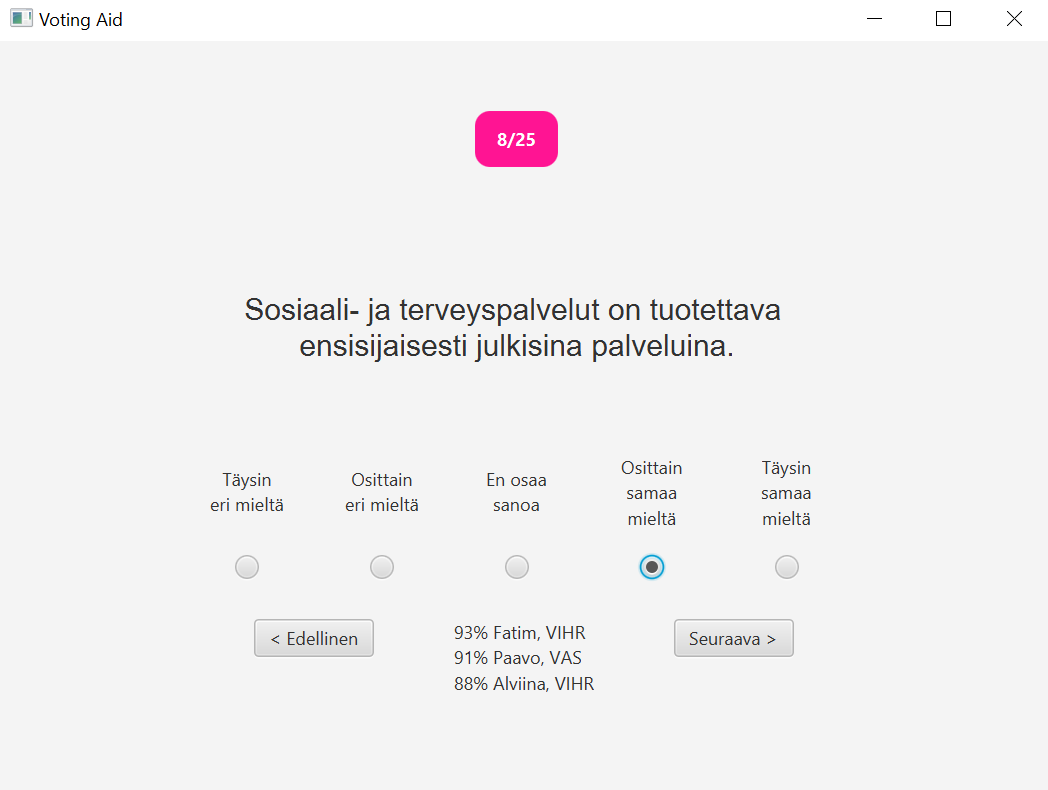 Voting Aid
8/25
Sosiaali- ja terveyspalvelut on tuotettava
ensisijaisesti julkisina palveluina.
Täysin
eri mieltä
Osittain
eri mieltä
En osaa
sanoa
Osittain
samaa
mieltä
Täysin
samaa
mieltä
< Edellinen
93% Fatim, VIHR
91% Paavo, VAS
88% Alviina, VIHR
Seuraava >